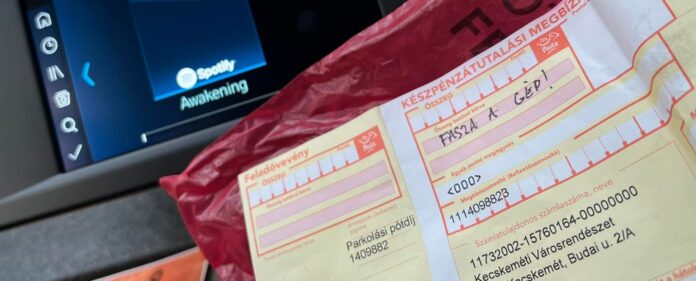 Spotify
Awakening
KÉSZPÉNZÁTUTALÁSI
Posta
ÖSSZEG
FASZA A GÉP!
<000>
1114098823
Számlatulajdonos számlaszáma, neve
11732002-15760164-00000000
Kecskeméti Városrendészet
Kecskemét, Budai u. 2/A
Feladóvevény
ÖSSZEG
Posta
Parkolási pótdíj
1409882